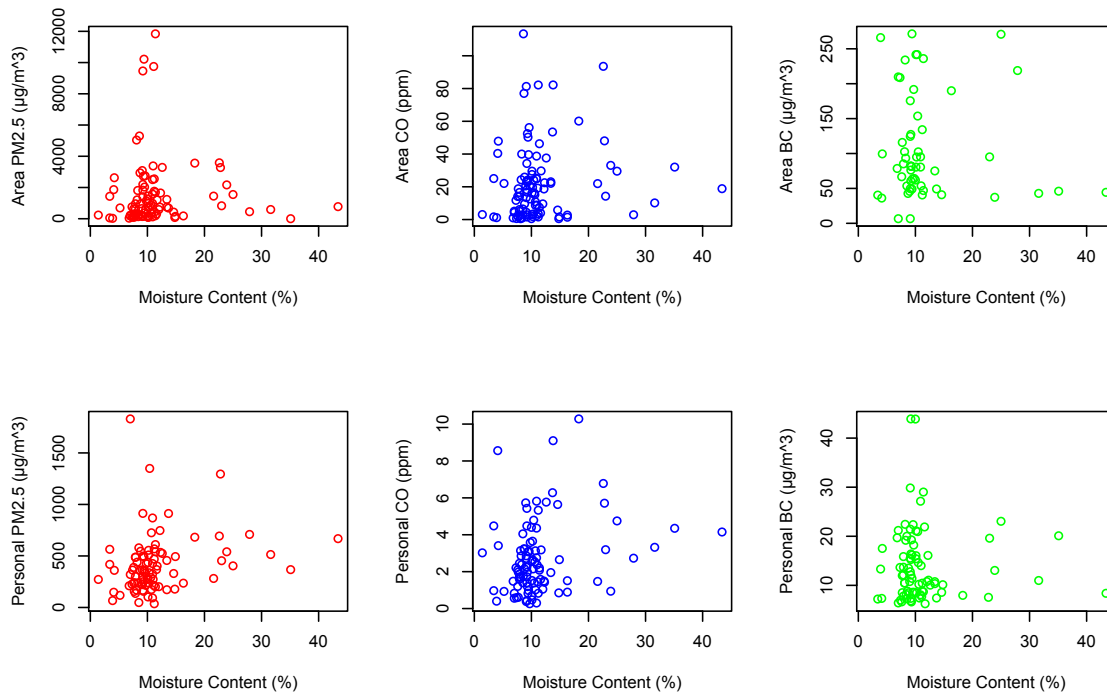 Area PM2.5 (µg/m^3)
0 4000 8000 12000
0 10 20 30 40
Moisture Content (%)
Area CO (ppm)
0 20 40 60 80
0 10 20 30 40
Moisture Content (%)
Area BC (µg/m^3)
0 50 150 250
0 10 20 30 40
Moisture Content (%)
Personal PM2.5 (µg/m^3)
0 500 1000 1500
0 10 20 30 40
Moisture Content (%)
Personal CO (ppm)
0 2 4 6 8 10
0 10 20 30 40
Moisture Content (%)
Personal BC (µg/m^3)
10 20 30 40
0 10 20 30 40
Moisture Content (%)